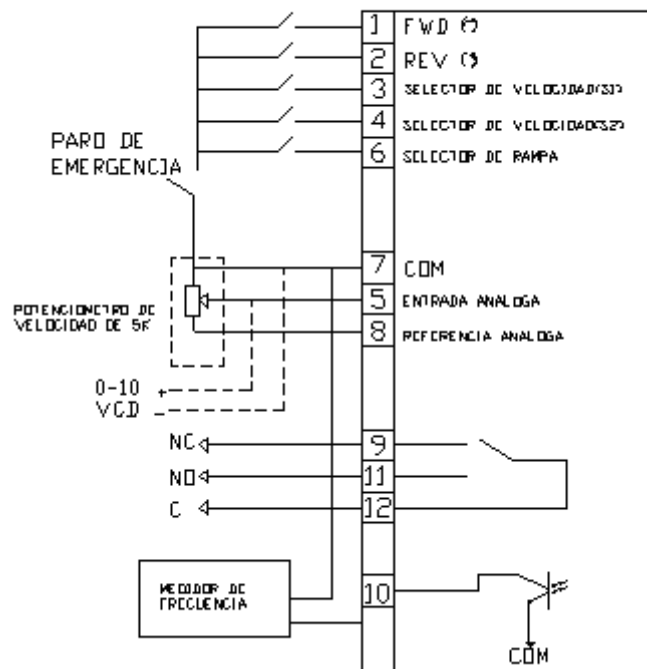 1 FWD
2 REV
3 SELECTOR DE VELOCIDAD(S1)
4 SELECTOR DE VELOCIDAD(S2)
6 SELECTOR DE RAMPA
PARO DE
EMERGENCIA
7 COM
5 ENTRADA ANALOGA
8 REFERENCIA ANALOGA
POTENCIOMETRO DE
VELOCIDAD DE 5K
0-10 +
VCD -
NC 9
NO 11
C 12
MEDIDOR DE
FRECUENCIA
10
COM